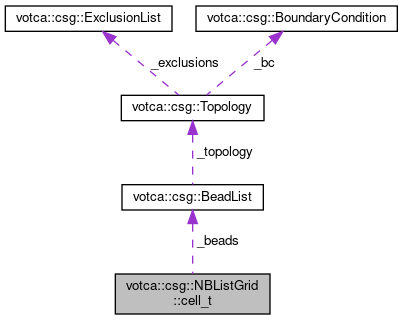 votca::csg::ExclusionList
votca::csg::BoundaryCondition
_exclusions
_bc
votca::csg::Topology
_topology
votca::csg::BeadList
_beads
votca::csg::NBListGrid
::cell_t